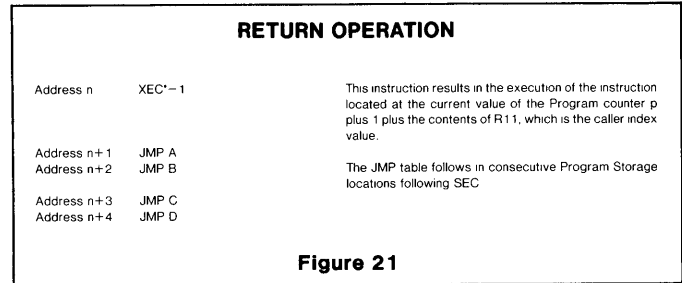 RETURN OPERATION
Address n XEC*− 1
This instruction results in the execution of the instruction
located at the current value of the Program counter p
plus 1 plus the contents of R11, which is the caller index
value.
Address n+ 1 JMP A
Address n+2 JMP B
The JMP table follows in consecutive Program Storage
locations following SEC
Address n+3 JMP C
Address n+4 JMP D
Figure 21